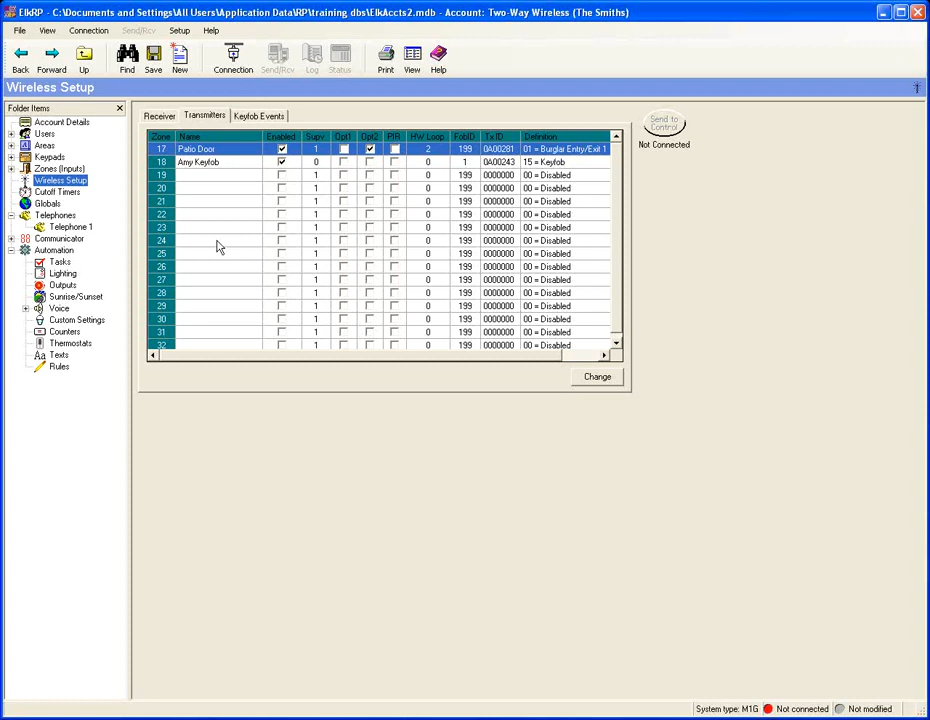 ElkRP - C:\Documents and Settings\All Users\Application Data\RP\training dbs\ElkAccts2.mdb - Account: Two-Way Wireless (The Smiths)
File View Connection Send/Rcv Setup Help
Back Forward Up Find Save New Connection Send/Rcv Log Status Print View Help
Wireless Setup
Folder Items
Account Details
Users
Areas
Keypads
Zones (Inputs)
Wireless Setup
Cutoff Timers
Globals
Telephones
Telephone 1
Communicator
Automation
Tasks
Lighting
Outputs
Sunrise/Sunset
Voice
Custom Settings
Counters
Thermostats
Texts
Rules
Receiver Transmitters Keyfob Events
Zone Name Enabled Supv Opt1 Opt2 PIR HW Loop FobID Tx ID Definition
17 Patio Door 1 2 199 0A00281 01 = Burglar Entry/Exit 1
18 Amy Keyfob 0 0 1 0A00243 15 = Keyfob
19 1 0 199 0000000 00 = Disabled
20 1 0 199 0000000 00 = Disabled
21 1 0 199 0000000 00 = Disabled
22 1 0 199 0000000 00 = Disabled
23 1 0 199 0000000 00 = Disabled
24 1 0 199 0000000 00 = Disabled
25 1 0 199 0000000 00 = Disabled
26 1 0 199 0000000 00 = Disabled
27 1 0 199 0000000 00 = Disabled
28 1 0 199 0000000 00 = Disabled
29 1 0 199 0000000 00 = Disabled
30 1 0 199 0000000 00 = Disabled
31 1 0 199 0000000 00 = Disabled
32 1 0 199 0000000 00 = Disabled
Change
Send to Control
Not Connected
System type: M1G Not connected Not modified